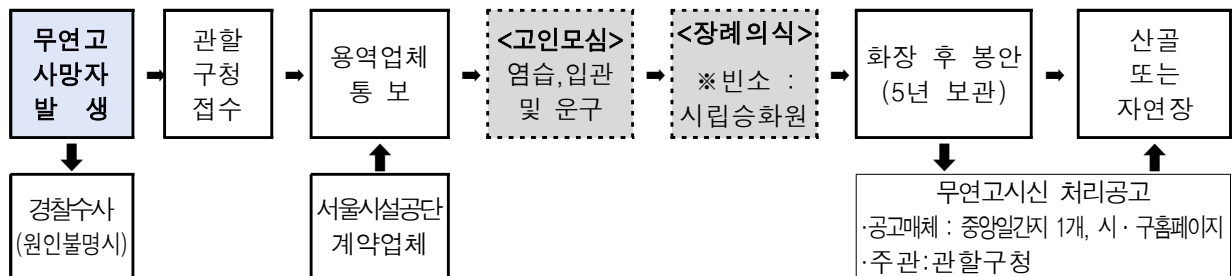 무연고
사망자
발 생
관할
구청
접수
용역업체
통 보
<고인모심>
염습,입관
및 운구
<장례의식>
※빈소 :
시립승화원
화장 후 봉안
(5년 보관)
산골
또는
자연장
경찰수사
(원인불명시)
서울시설공단
계약업체
무연고시신 처리공고
·공고매체 : 중앙일간지 1개, 시·구홈페이지
·주관:관할구청